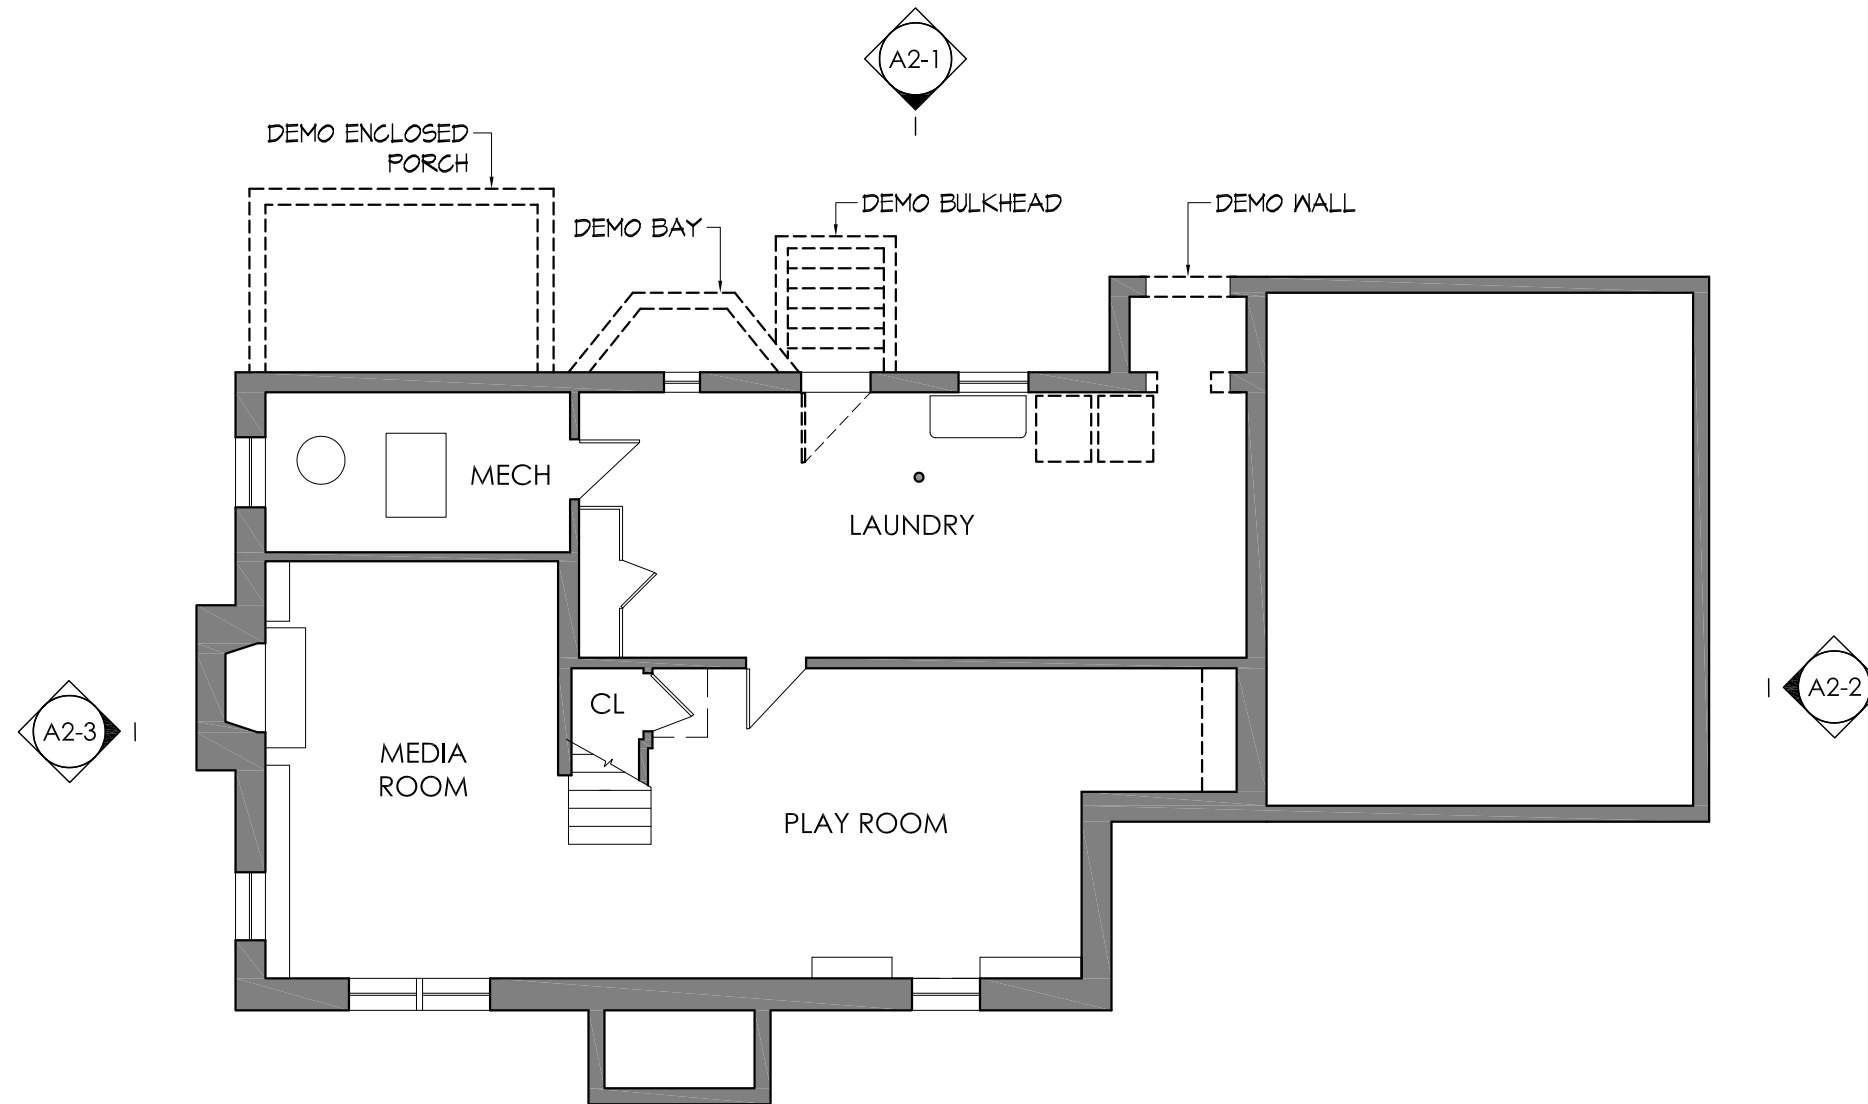 A2-1
DEMO ENCLOSED
PORCH
DEMO BAY
DEMO BULKHEAD
DEMO WALL
MECH
LAUNDRY
CL
A2-2
A2-3
MEDIA
ROOM
PLAY ROOM